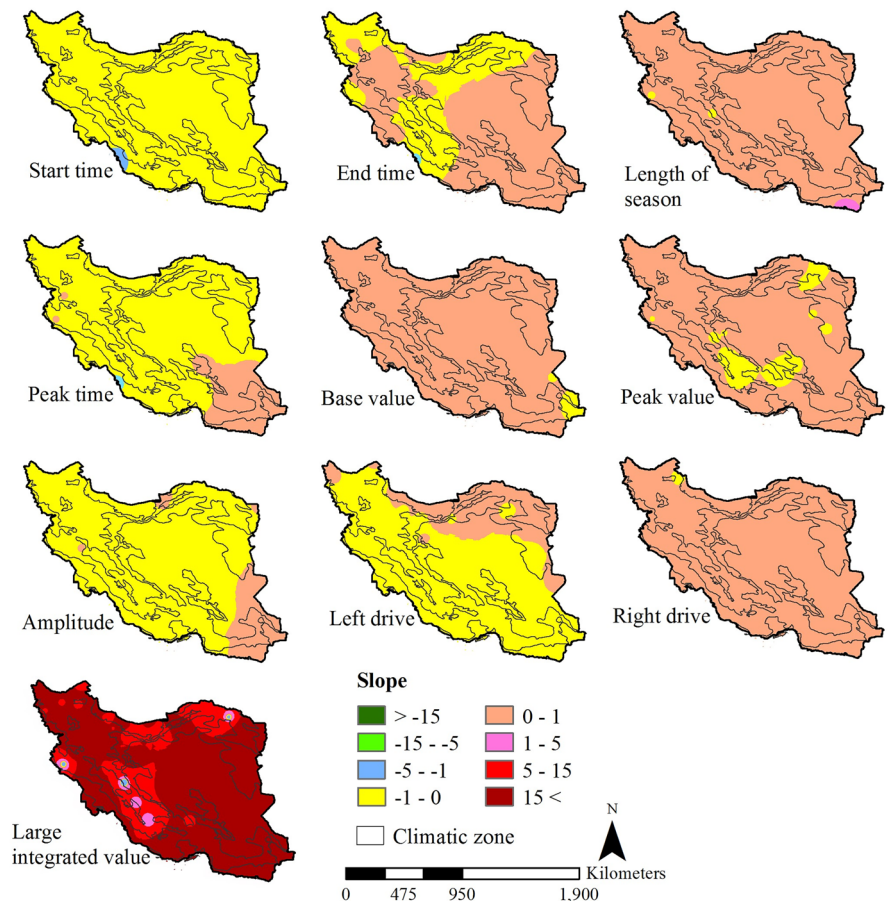 Start time
End time
Length of
season
Peak time
Base value
Peak value
Amplitude
Left drive
Right drive
Large
integrated value
Slope
> -15
-15 - -5
-5 - -1
-1 - 0
0 - 1
1 - 5
5 - 15
15 <
Climatic zone
N
Kilometers
0 475 950 1,900